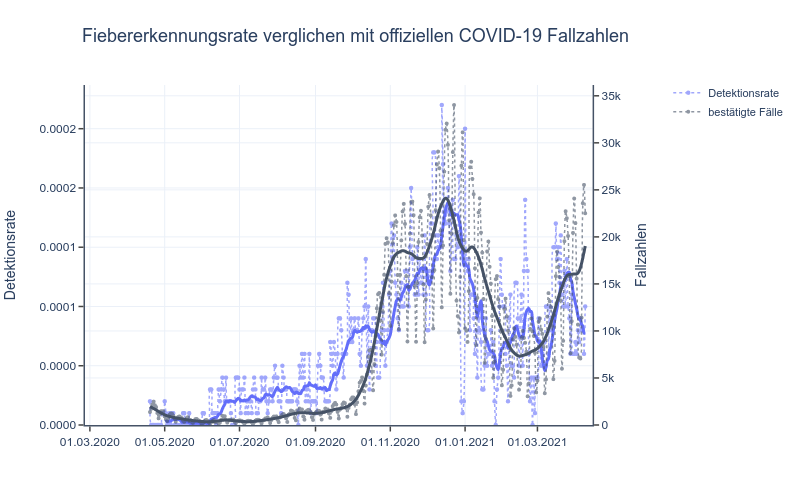 Fiebererkennungsrate verglichen mit offiziellen COVID-19 Fallzahlen
Detektionsrate
bestätigte Fälle
0.0002
0.0002
0.0001
0.0001
0.0000
0.0000
Detektionsrate
35k
30k
25k
20k
15k
10k
5k
0
Fallzahlen
01.03.2020 01.05.2020 01.07.2020 01.09.2020 01.11.2020 01.01.2021 01.03.2021